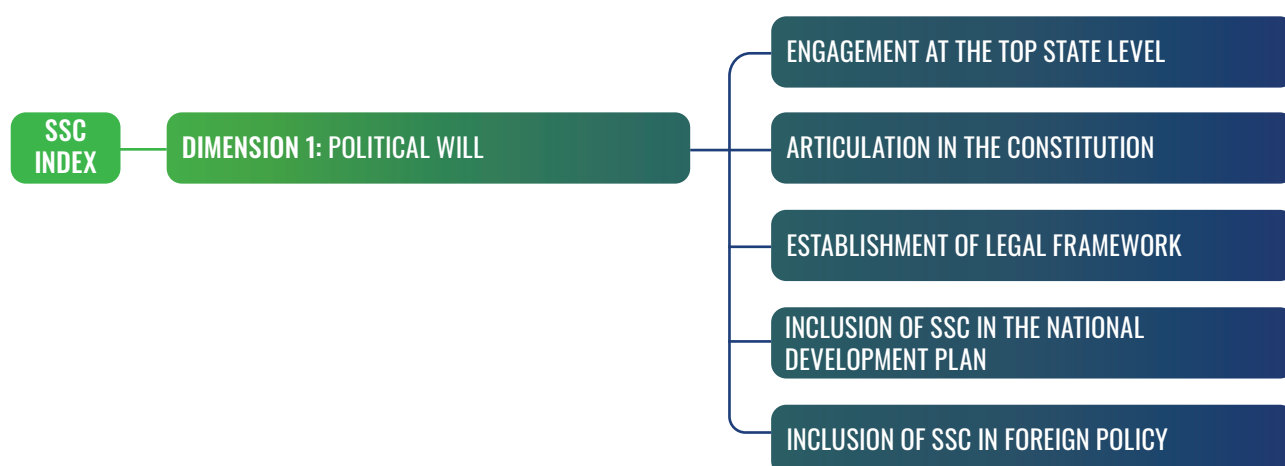 SSC
INDEX
DIMENSION 1: POLITICAL WILL
ENGAGEMENT AT THE TOP STATE LEVEL
ARTICULATION IN THE CONSTITUTION
ESTABLISHMENT OF LEGAL FRAMEWORK
INCLUSION OF SSC IN THE NATIONAL
DEVELOPMENT PLAN
INCLUSION OF SSC IN FOREIGN POLICY